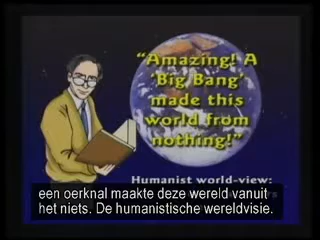 “Amazing! A
‘Big Bang’
made this
world from
nothing!”
Humanist world-view:
een oerknal maakte deze wereld vanuit
het niets. De humanistische wereldvisie.